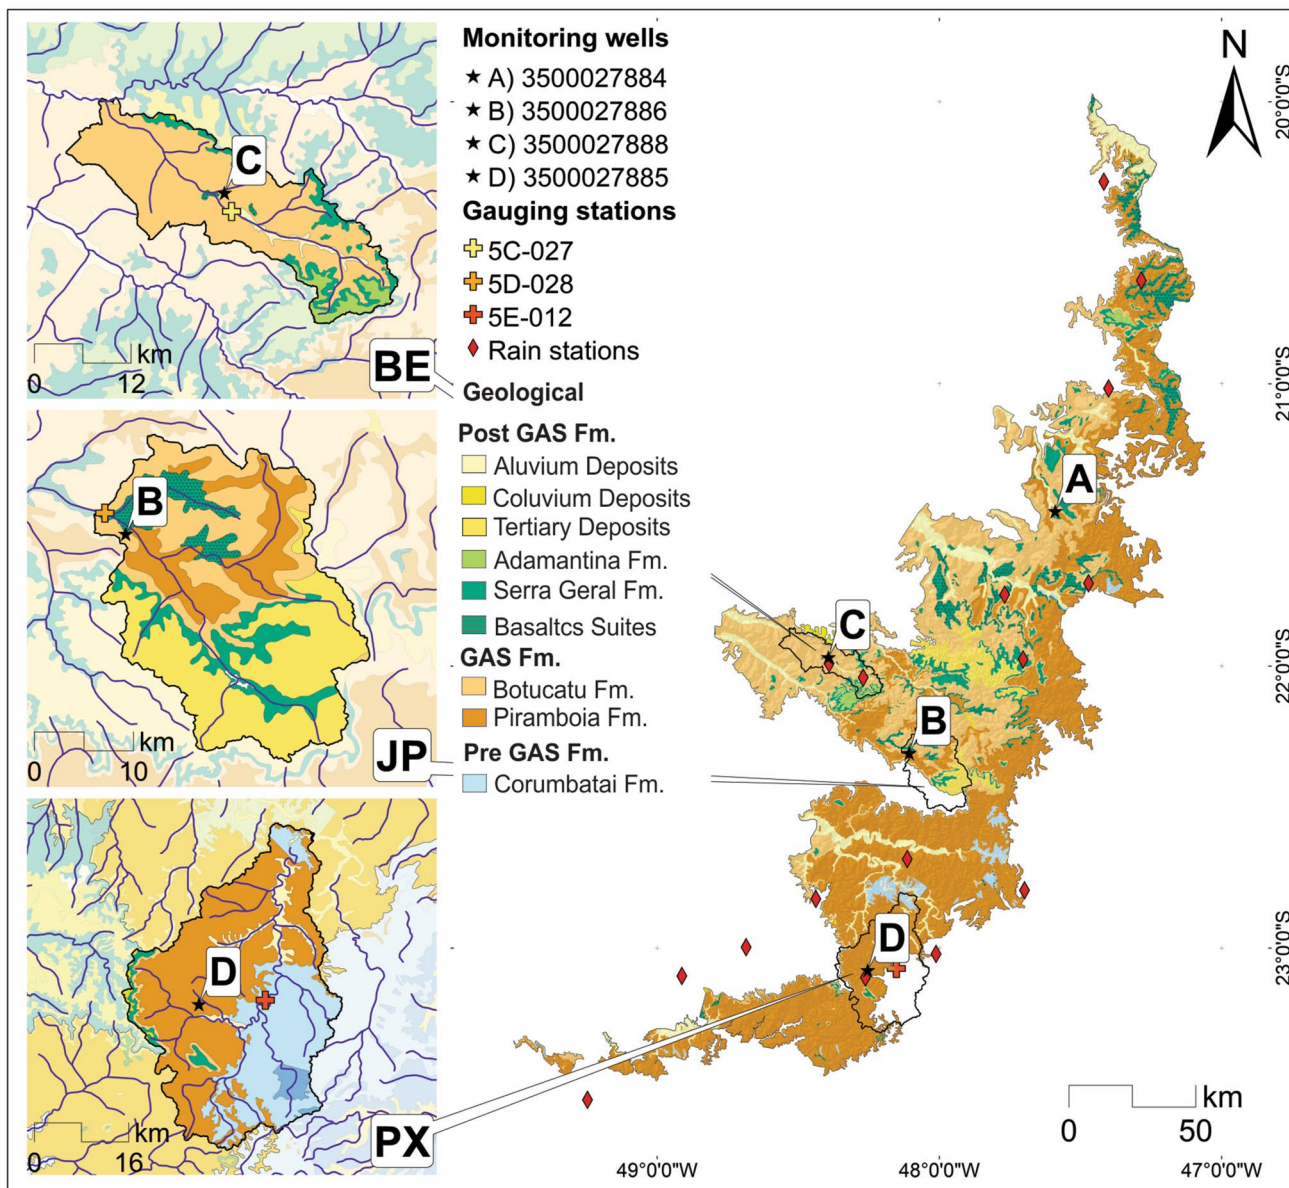 Monitoring wells
A) 3500027884
B) 3500027886
C) 3500027888
D) 3500027885
Gauging stations
5C-027
5D-028
5E-012
Rain stations
Geological
Post GAS Fm.
Aluvium Deposits
Coluvium Deposits
Tertiary Deposits
Adamantina Fm.
Serra Geral Fm.
Basaltcs Suites
GAS Fm.
Botucatu Fm.
Piramboia Fm.
Pre GAS Fm.
Corumbatai Fm.
C
km
0 12
BE
B
km
0 10
JP
D
km
0 16
PX
N
A
C
B
D
km
0 50
20°0'0"S
21°0'0"S
22°0'0"S
23°0'0"S
49°0'0"W
48°0'0"W
47°0'0"W